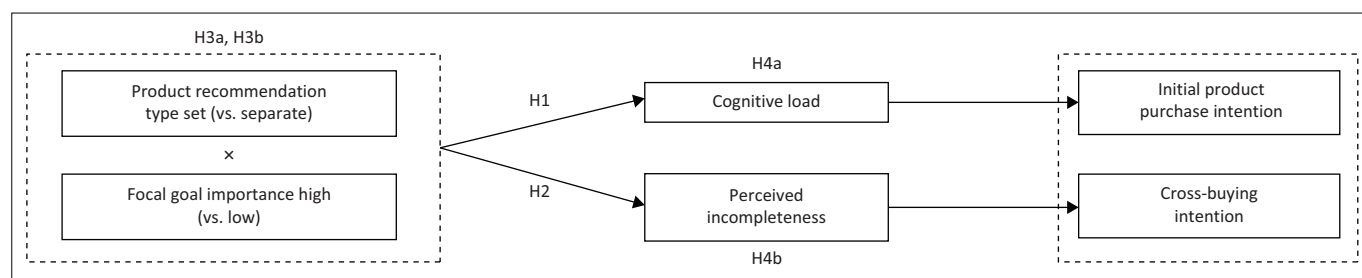 H3a, H3b
Product recommendation
type set (vs. separate)
×
Focal goal importance high
(vs. low)
H1
H2
H4a
Cognitive load
Perceived
incompleteness
H4b
Initial product
purchase intention
Cross-buying
intention